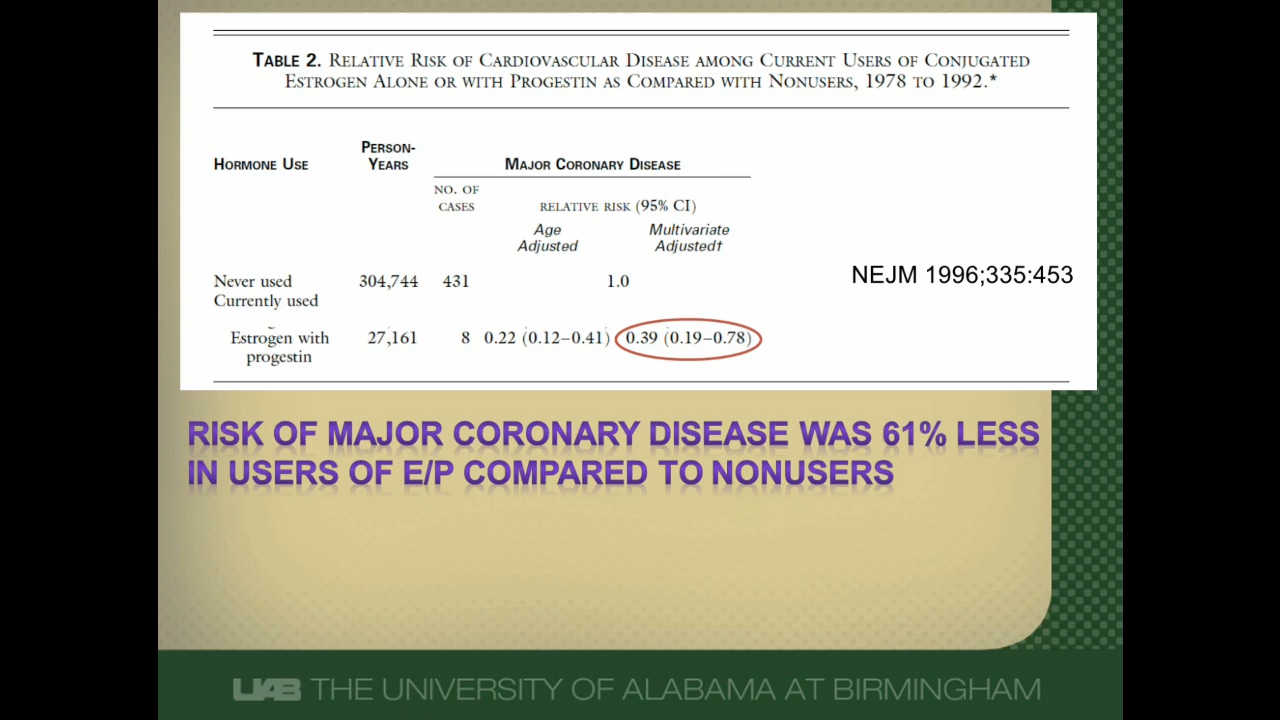 TABLE 2. RELATIVE RISK OF CARDIOVASCULAR DISEASE AMONG CURRENT USERS OF CONJUGATED
ESTROGEN ALONE OR WITH PROGESTIN AS COMPARED WITH NONUSERS, 1978 TO 1992.*
HORMONE USE
PERSON-
YEARS
MAJOR CORONARY DISEASE
NO. OF
CASES
RELATIVE RISK (95% CI)
Age
Adjusted
Multivariate
Adjusted†
Never used 304,744 431 1.0
Currently used
Estrogen with 27,161 8 0.22 (0.12–0.41) 0.39 (0.19–0.78)
progestin
NEJM 1996;335:453
RISK OF MAJOR CORONARY DISEASE WAS 61% LESS
IN USERS OF E/P COMPARED TO NONUSERS
UAB THE UNIVERSITY OF ALABAMA AT BIRMINGHAM